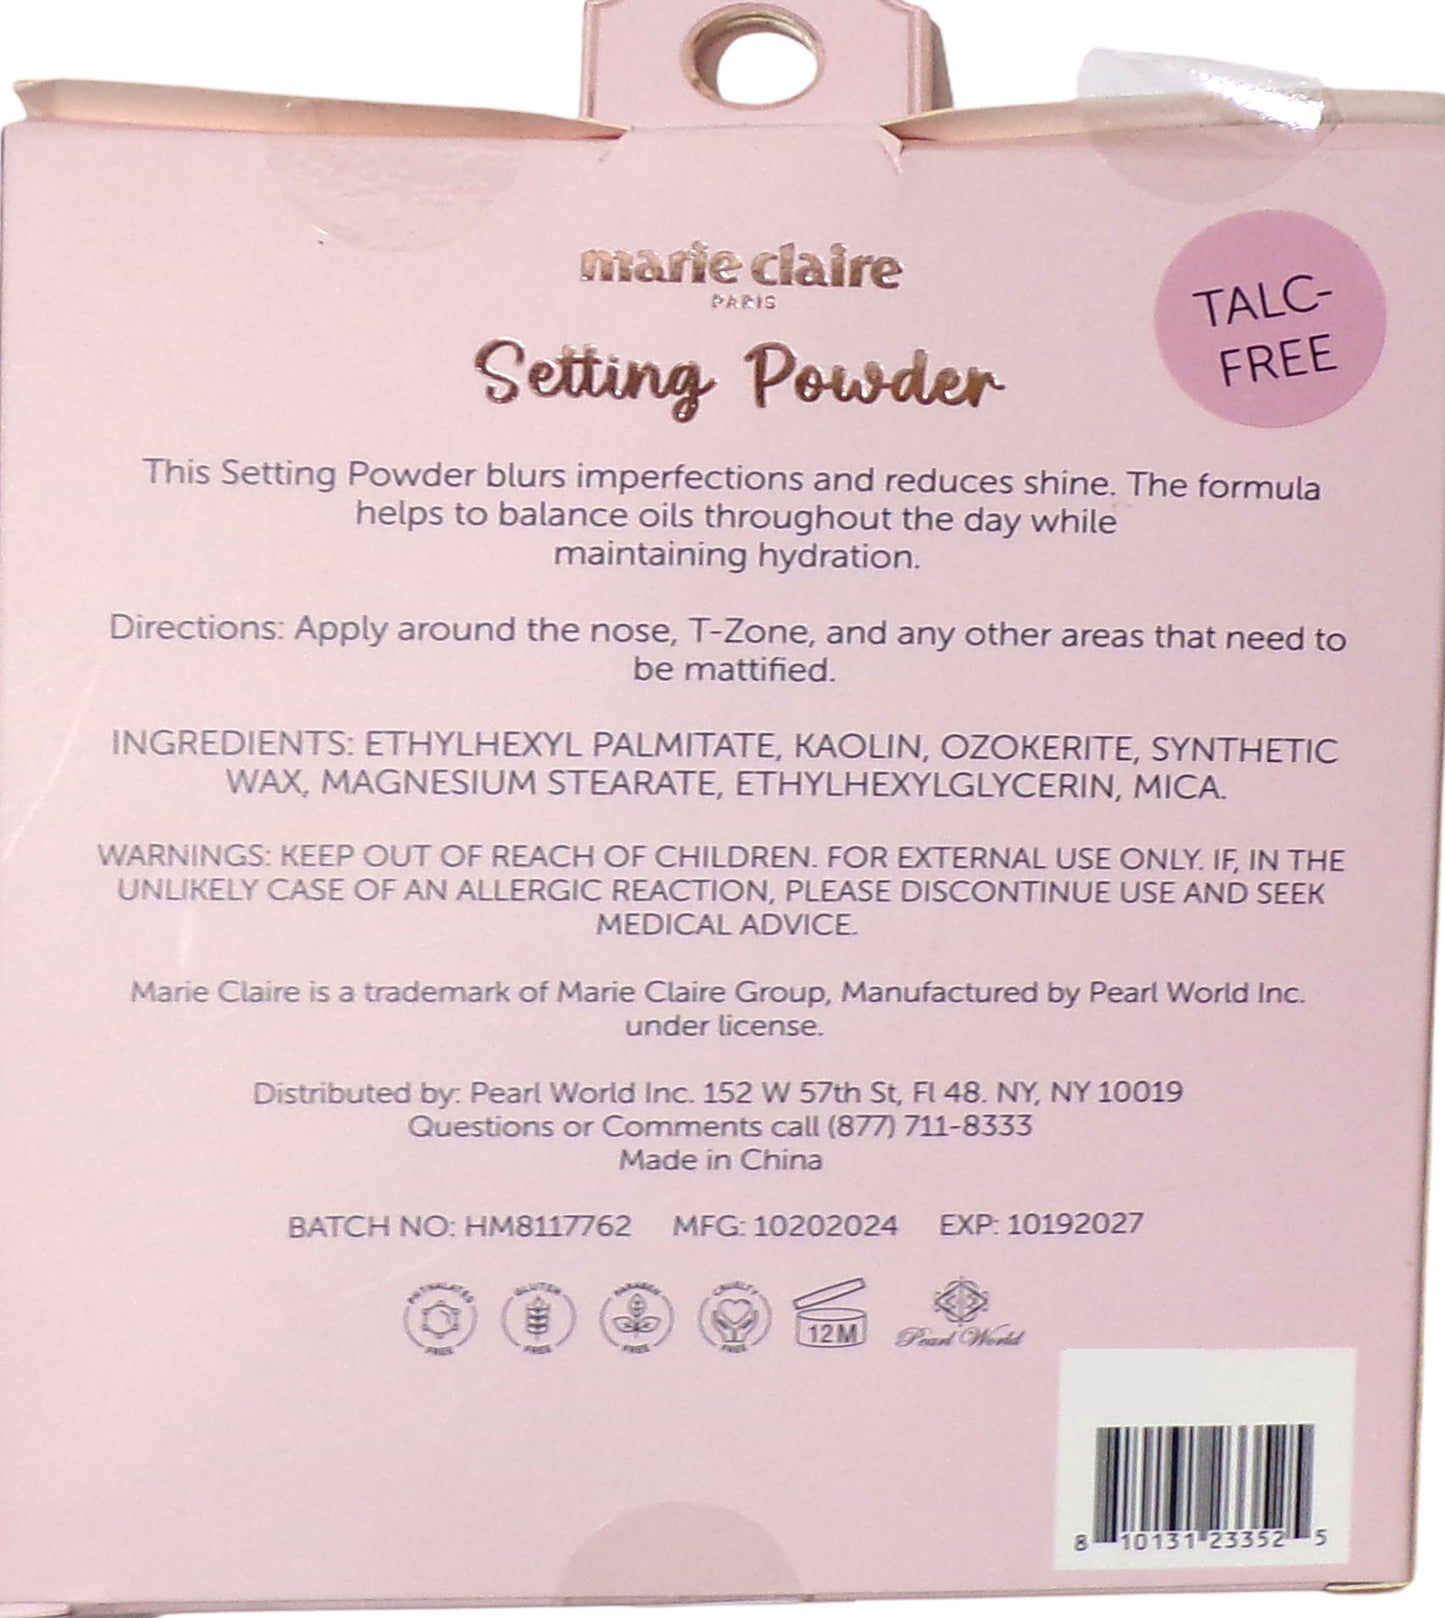 marie claire
PARIS
Setting Powder
TALC-
FREE
This Setting Powder blurs imperfections and reduces shine. The formula
helps to balance oils throughout the day while
maintaining hydration.
Directions: Apply around the nose, T-Zone, and any other areas that need to
be mattified.
INGREDIENTS: ETHYLHEXYL PALMITATE, KAOLIN, OZOKERITE, SYNTHETIC
WAX, MAGNESIUM STEARATE, ETHYLHEXYLGLYCERIN, MICA.
WARNINGS: KEEP OUT OF REACH OF CHILDREN. FOR EXTERNAL USE ONLY. IF, IN THE
UNLIKELY CASE OF AN ALLERGIC REACTION, PLEASE DISCONTINUE USE AND SEEK
MEDICAL ADVICE.
Marie Claire is a trademark of Marie Claire Group, Manufactured by Pearl World Inc.
under license.
Distributed by: Pearl World Inc. 152 W 57th St, Fl 48. NY, NY 10019
Questions or Comments call (877) 711-8333
Made in China
BATCH NO: HM8117762 MFG: 10202024 EXP: 10192027
GLUTEN FREE
PARABEN FREE
CRUELTY FREE
12M
Pearl World
8 10131 23352 5